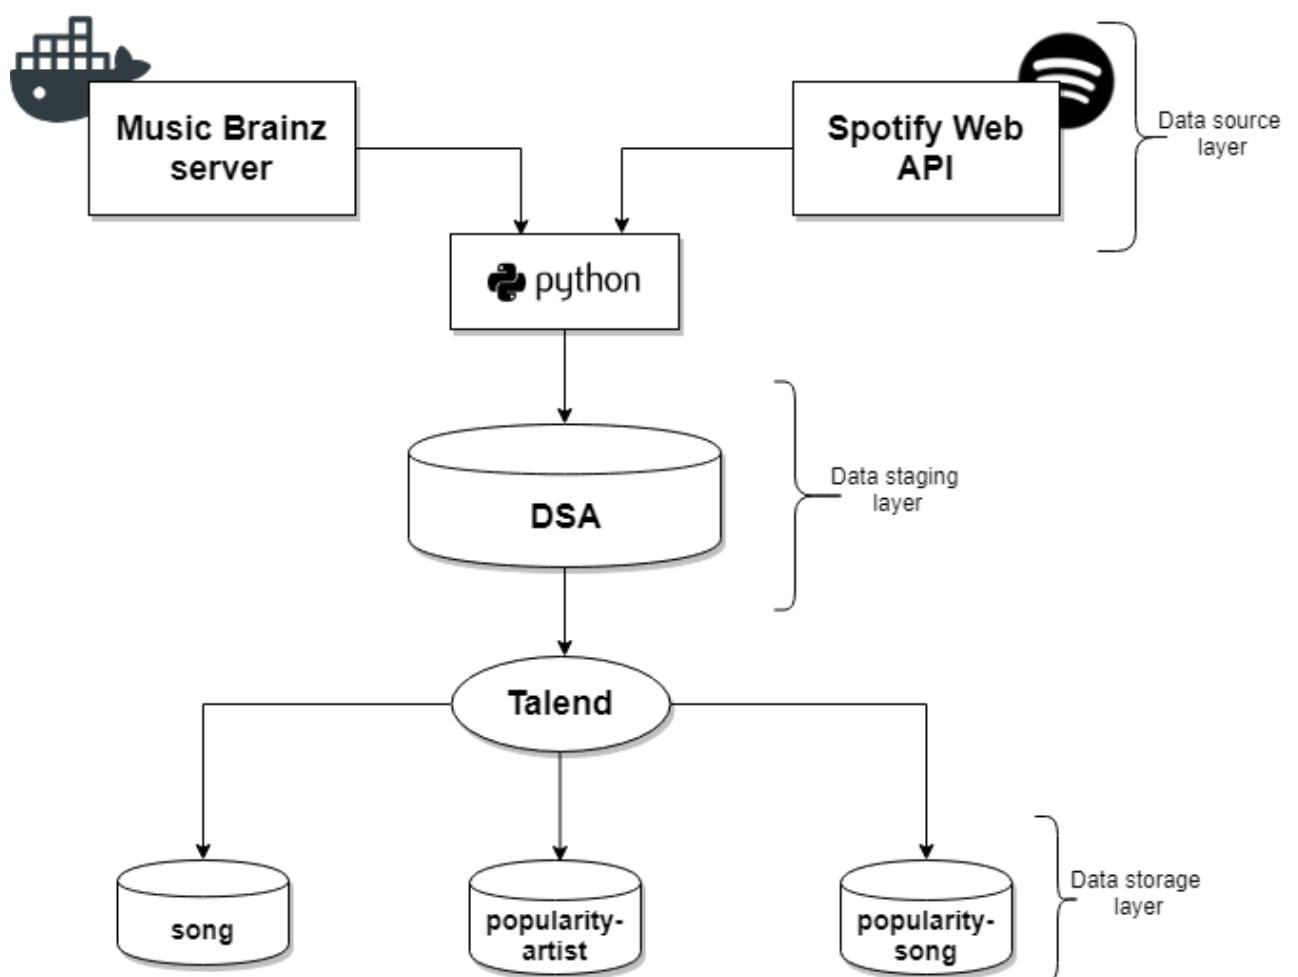 Music Brainz
server
Spotify Web
API
Data source
layer
python
Data staging
layer
DSA
Talend
song
popularity-
artist
popularity-
song
Data storage
layer